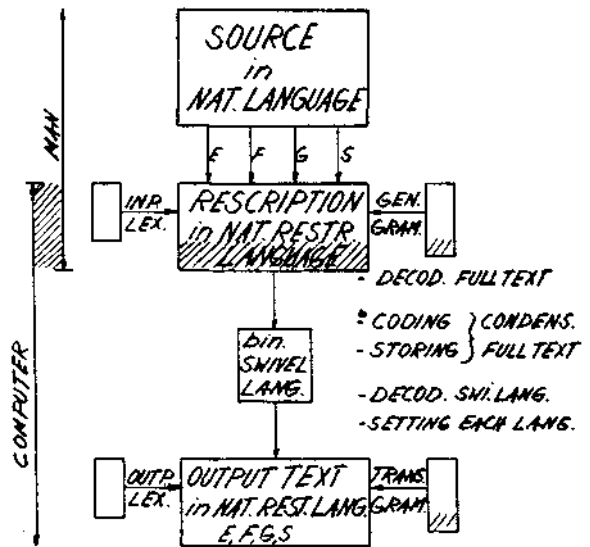 SOURCE
in
NAT. LANGUAGE
E F G S
MAN
INP.
LEX.
RESCRIPTION
in NAT. RESTR.
LANGUAGE
GEN.
GRAM.
- DECOD. FULL TEXT
- CODING } CONDENS.
- STORING } FULL TEXT
bin.
SWIVEL
LANG.
- DECOD. SWI. LANG.
- SETTING EACH LANG.
COMPUTER
OUTP.
LEX.
OUTPUT TEXT
in NAT. REST. LANG.
E, F, G, S
TRANS.
GRAM.